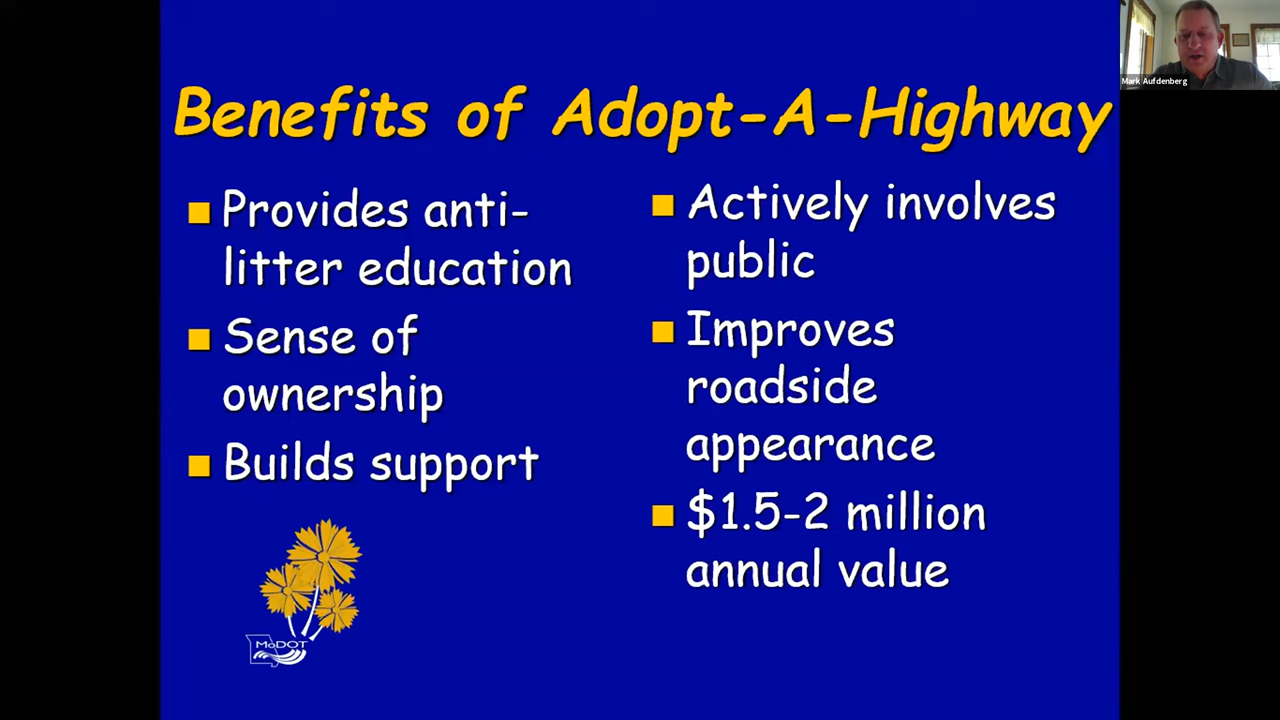 Benefits of Adopt-A-Highway
Provides anti-
litter education
Sense of
ownership
Builds support
Actively involves
public
Improves
roadside
appearance
$1.5-2 million
annual value
MoDOT
Mark Aufdenberg